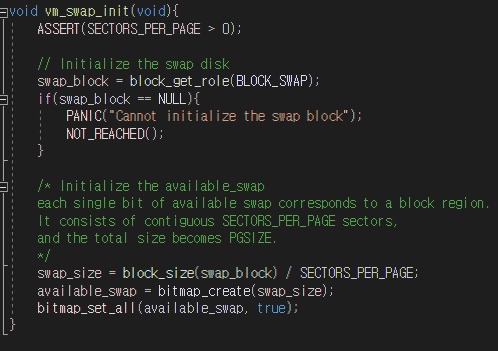 void vm_swap_init(void){
ASSERT(SECTORS_PER_PAGE > 0);
// Initialize the swap disk
swap_block = block_get_role(BLOCK_SWAP);
if(swap_block == NULL){
PANIC("Cannot initialize the swap block");
NOT_REACHED();
}
/* Initialize the available_swap
each single bit of available swap corresponds to a block region.
It consists of contiguous SECTORS_PER_PAGE sectors,
and the total size becomes PGSIZE.
*/
swap_size = block_size(swap_block) / SECTORS_PER_PAGE;
available_swap = bitmap_create(swap_size);
bitmap_set_all(available_swap, true);
}